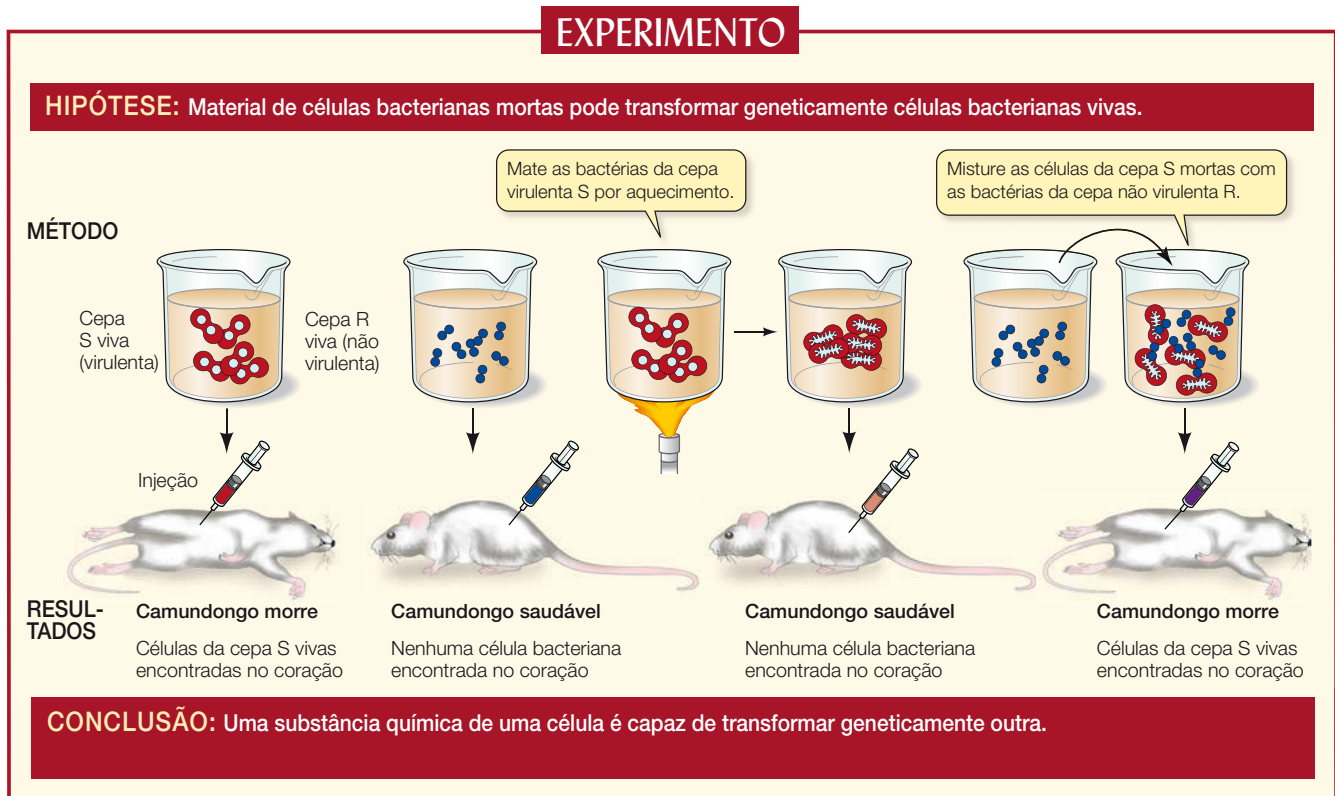 EXPERIMENTO
HIPÓTESE: Material de células bacterianas mortas pode transformar geneticamente células bacterianas vivas.
Mate as bactérias da cepa
virulenta S por aquecimento.
Misture as células da cepa S mortas com
as bactérias da cepa não virulenta R.
MÉTODO
Cepa
S viva
(virulenta)
Cepa R
viva (não
virulenta)
Injeção
RESUL-
TADOS
Camundongo morre
Células da cepa S vivas
encontradas no coração
Camundongo saudável
Nenhuma célula bacteriana
encontrada no coração
Camundongo saudável
Nenhuma célula bacteriana
encontrada no coração
Camundongo morre
Células da cepa S vivas
encontradas no coração
CONCLUSÃO: Uma substância química de uma célula é capaz de transformar geneticamente outra.